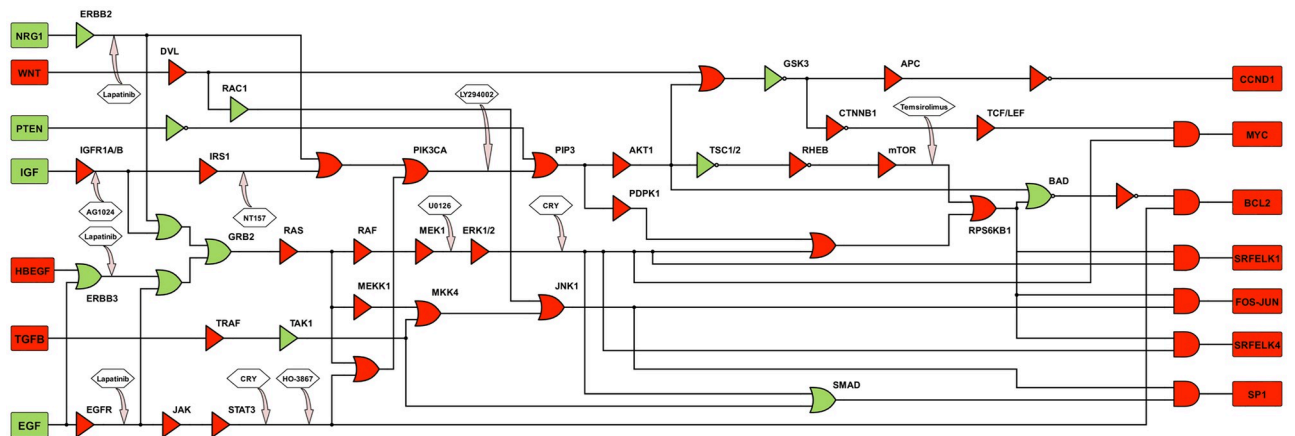 ERBB2
NRG1
DVL
GSK3
APC
WNT
CCND1
RAC1
Lapatinib
LY294002
CTNNB1
Temsirolimus
TCF/LEF
PTEN
MYC
IGFR1A/B
IRS1
PIK3CA
PIP3
AKT1
TSC1/2
RHEB
mTOR
IGF
BAD
PDPK1
AG1024
NT157
U0126
CRY
BCL2
Lapatinib
GRB2
RAS
RAF
MEK1
ERK1/2
RPS6KB1
SRFELK1
HBEGF
ERBB3
MEKK1
MKK4
JNK1
FOS-JUN
TRAF
TAK1
TGFB
SRFELK4
Lapatinib
CRY
HO-3867
SMAD
SP1
EGFR
JAK
STAT3
EGF